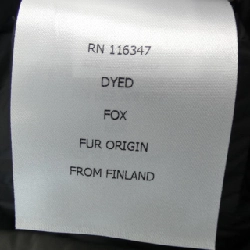 RN 116347
DYED
FOX
FUR ORIGIN
FROM FINLAND